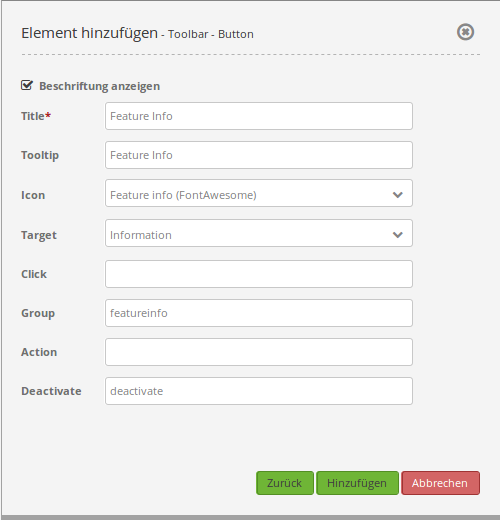 Element hinzufügen - Toolbar - Button
Beschriftung anzeigen
Title* Feature Info
Tooltip Feature Info
Icon Feature info (FontAwesome)
Target Information
Click
Group featureinfo
Action
Deactivate deactivate
Zurück Hinzufügen Abbrechen